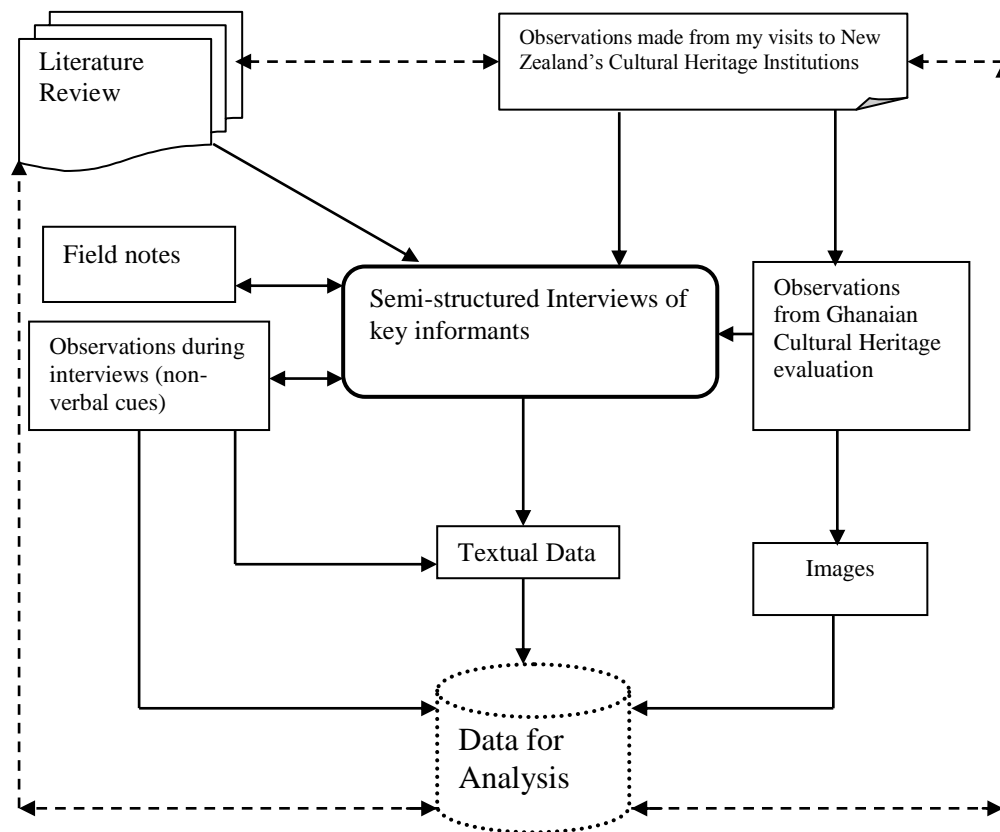 Literature
Review
Observations made from my visits to New
Zealand's Cultural Heritage Institutions
Field notes
Semi-structured Interviews of
key informants
Observations
from Ghanaian
Cultural Heritage
evaluation
Observations during
interviews (non-
verbal cues)
Textual Data
Images
Data for
Analysis